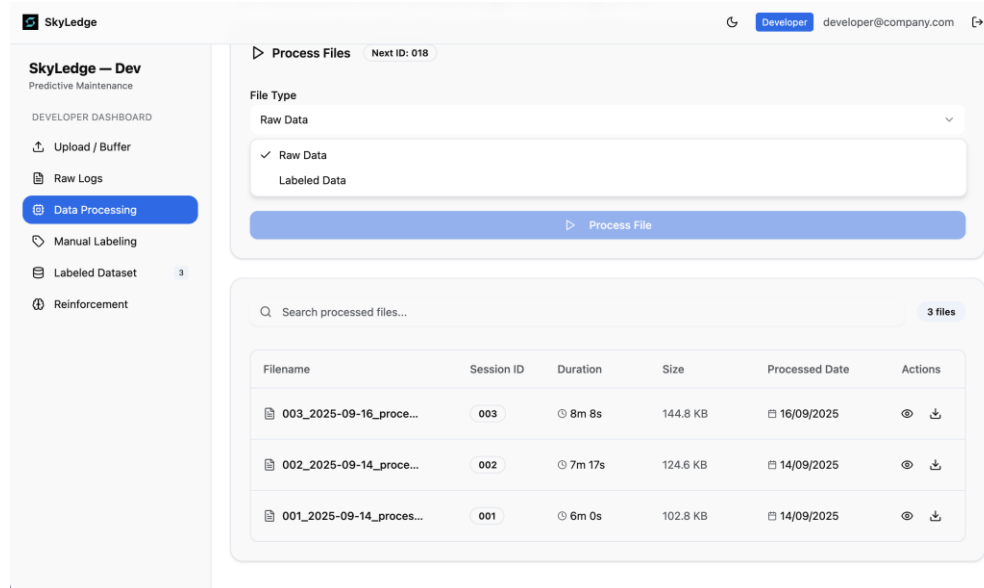 SkyLedge
Developer developer@company.com
SkyLedge — Dev
Predictive Maintenance
DEVELOPER DASHBOARD
Upload / Buffer
Raw Logs
Data Processing
Manual Labeling
Labeled Dataset 3
Reinforcement
Process Files Next ID: 018
File Type
Raw Data
Raw Data
Labeled Data
Process File
Search processed files... 3 files
Filename Session ID Duration Size Processed Date Actions
003_2025-09-16_proce... 003 8m 8s 144.8 KB 16/09/2025
002_2025-09-14_proce... 002 7m 17s 124.6 KB 14/09/2025
001_2025-09-14_proces... 001 6m 0s 102.8 KB 14/09/2025